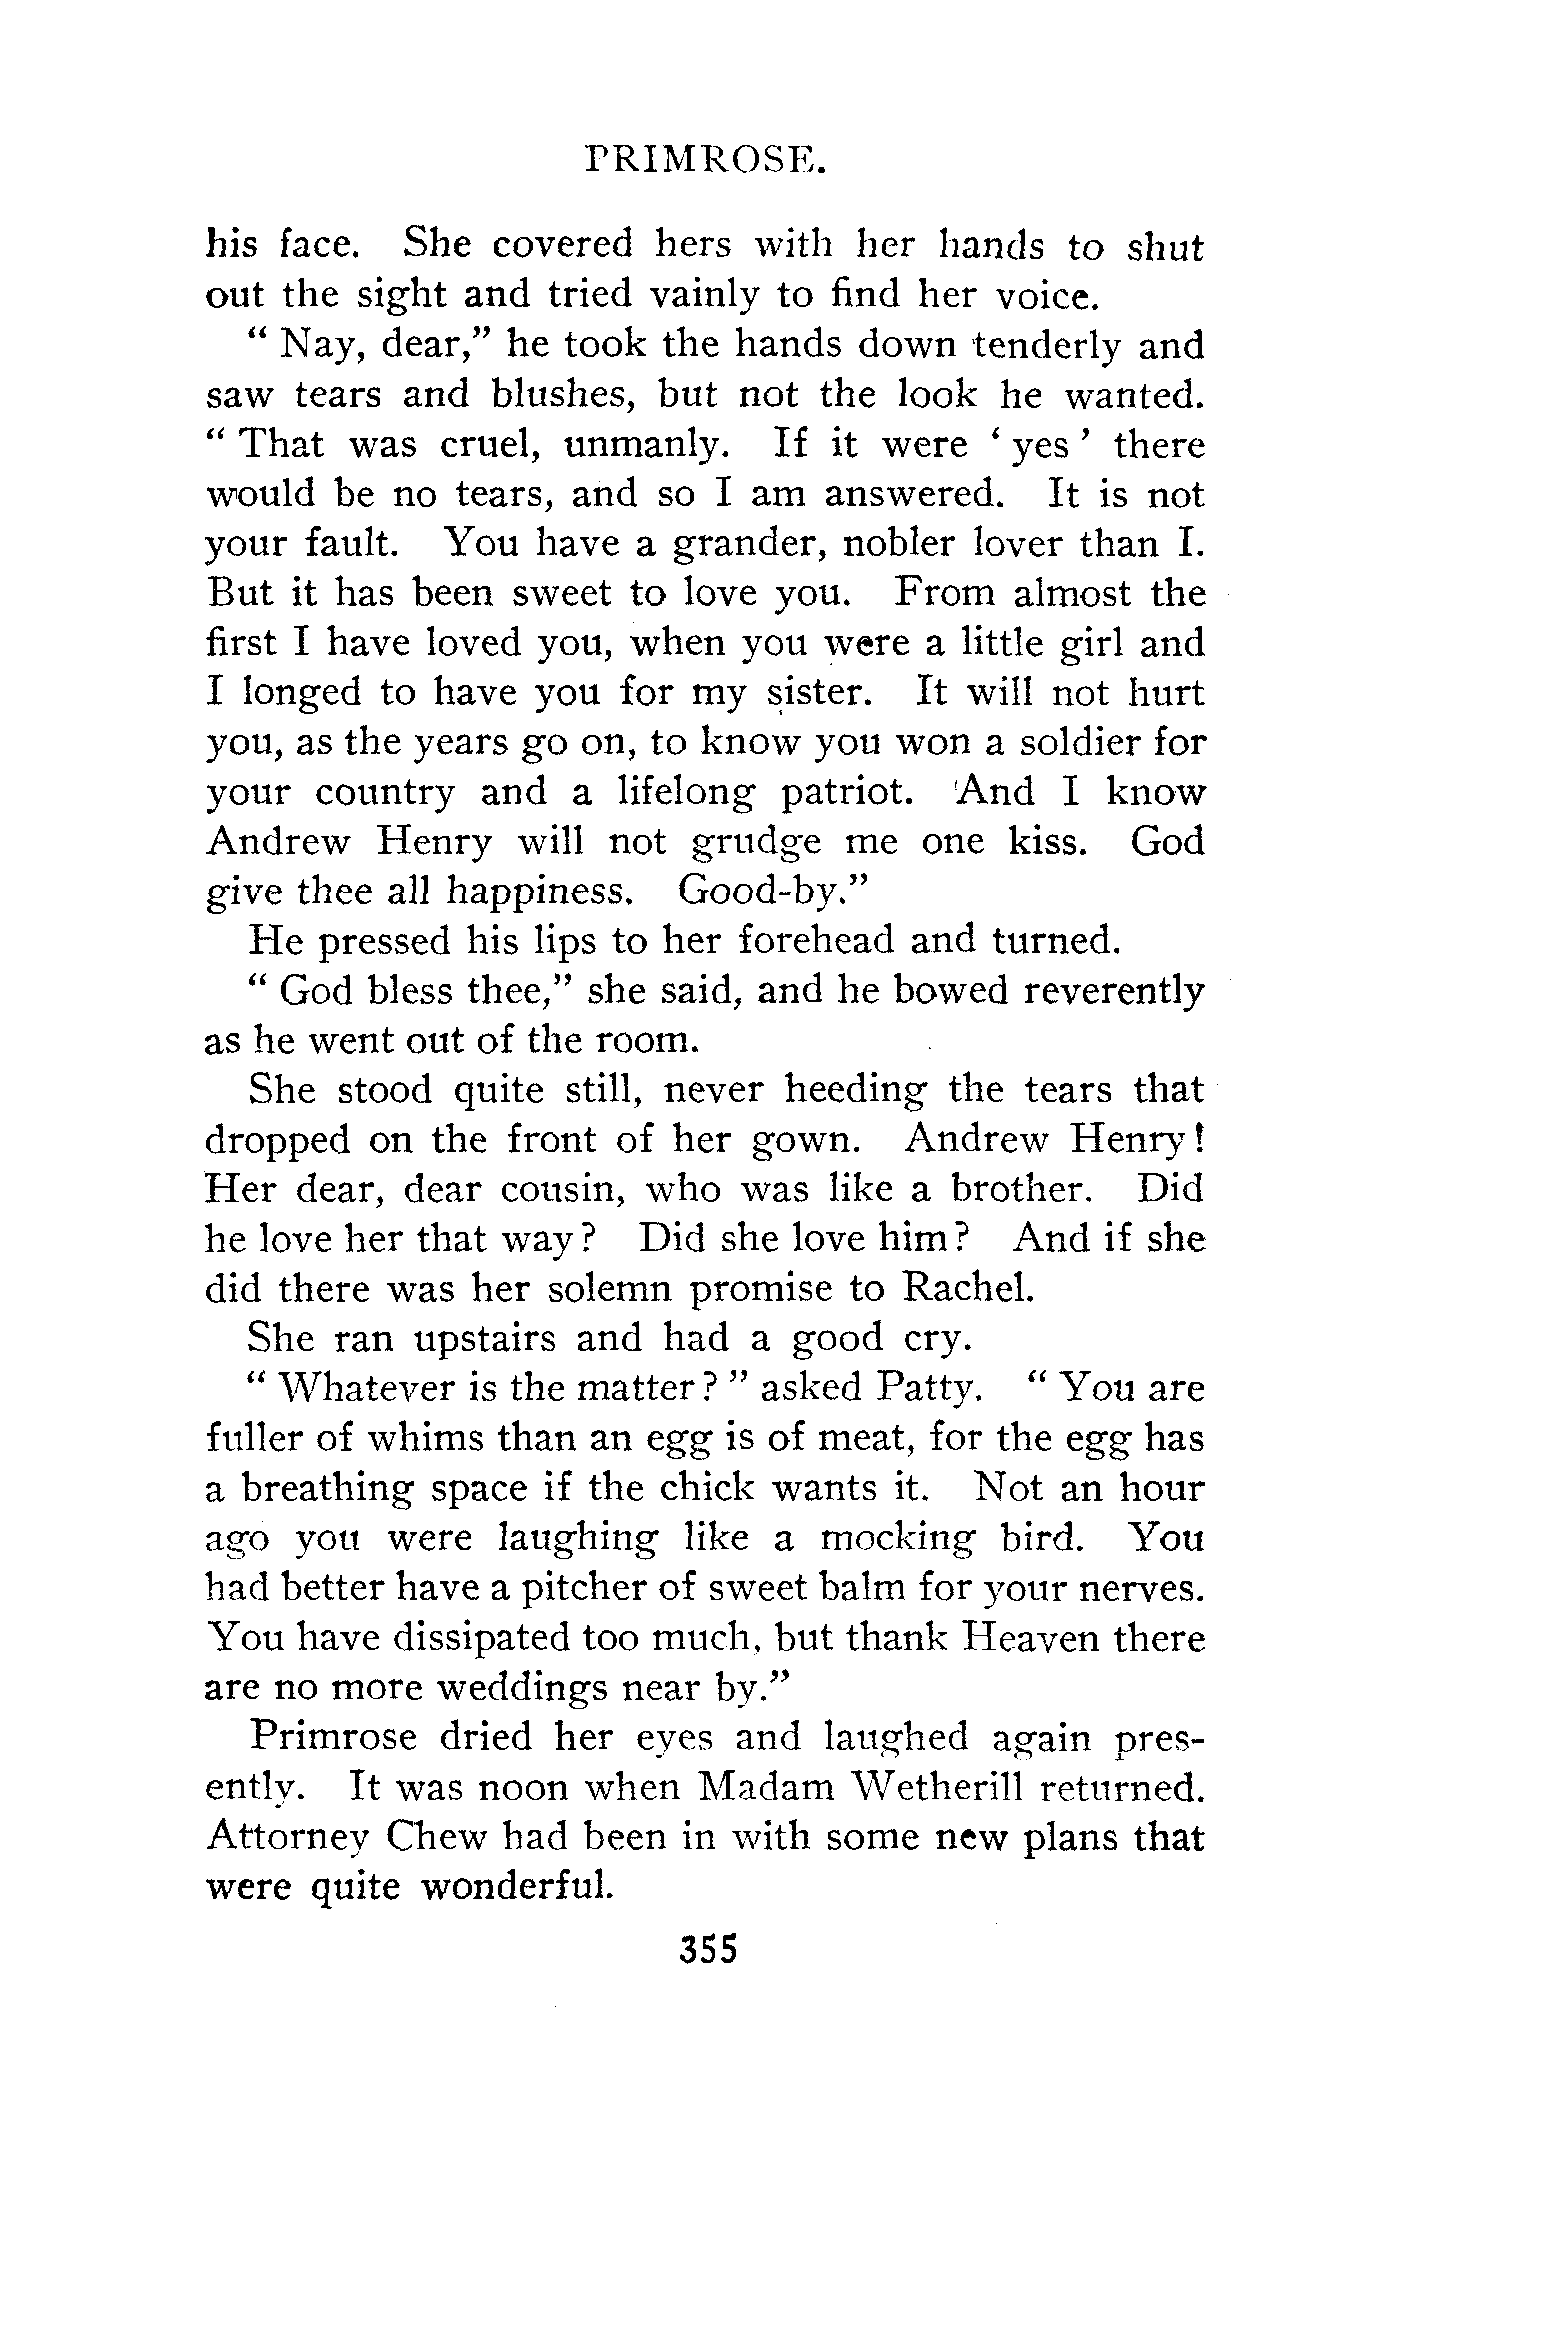 PRIMROSE.
his face. She covered hers with her hands to shut
out the sight and tried vainly to find her voice.
“ Nay, dear,” he took the hands down tenderly and
saw tears and blushes, but not the look he wanted.
“ That was cruel, unmanly. If it were ‘ yes ’ there
would be no tears, and so I am answered. It is not
your fault. You have a grander, nobler lover than I.
But it has been sweet to love you. From almost the
first I have loved you, when you were a little girl and
I longed to have you for my sister. It will not hurt
you, as the years go on, to know you won a soldier for
your country and a lifelong patriot. And I know
Andrew Henry will not grudge me one kiss. God
give thee all happiness. Good-by.”
He pressed his lips to her forehead and turned.
“ God bless thee,” she said, and he bowed reverently
as he went out of the room.
She stood quite still, never heeding the tears that
dropped on the front of her gown. Andrew Henry!
Her dear, dear cousin, who was like a brother. Did
he love her that way? Did she love him? And if she
did there was her solemn promise to Rachel.
She ran upstairs and had a good cry.
“ Whatever is the matter? ” asked Patty. “ You are
fuller of whims than an egg is of meat, for the egg has
a breathing space if the chick wants it. Not an hour
ago you were laughing like a mocking bird. You
had better have a pitcher of sweet balm for your nerves.
You have dissipated too much, but thank Heaven there
are no more weddings near by.”
Primrose dried her eyes and laughed again pres-
ently. It was noon when Madam Wetherill returned.
Attorney Chew had been in with some new plans that
were quite wonderful.
355